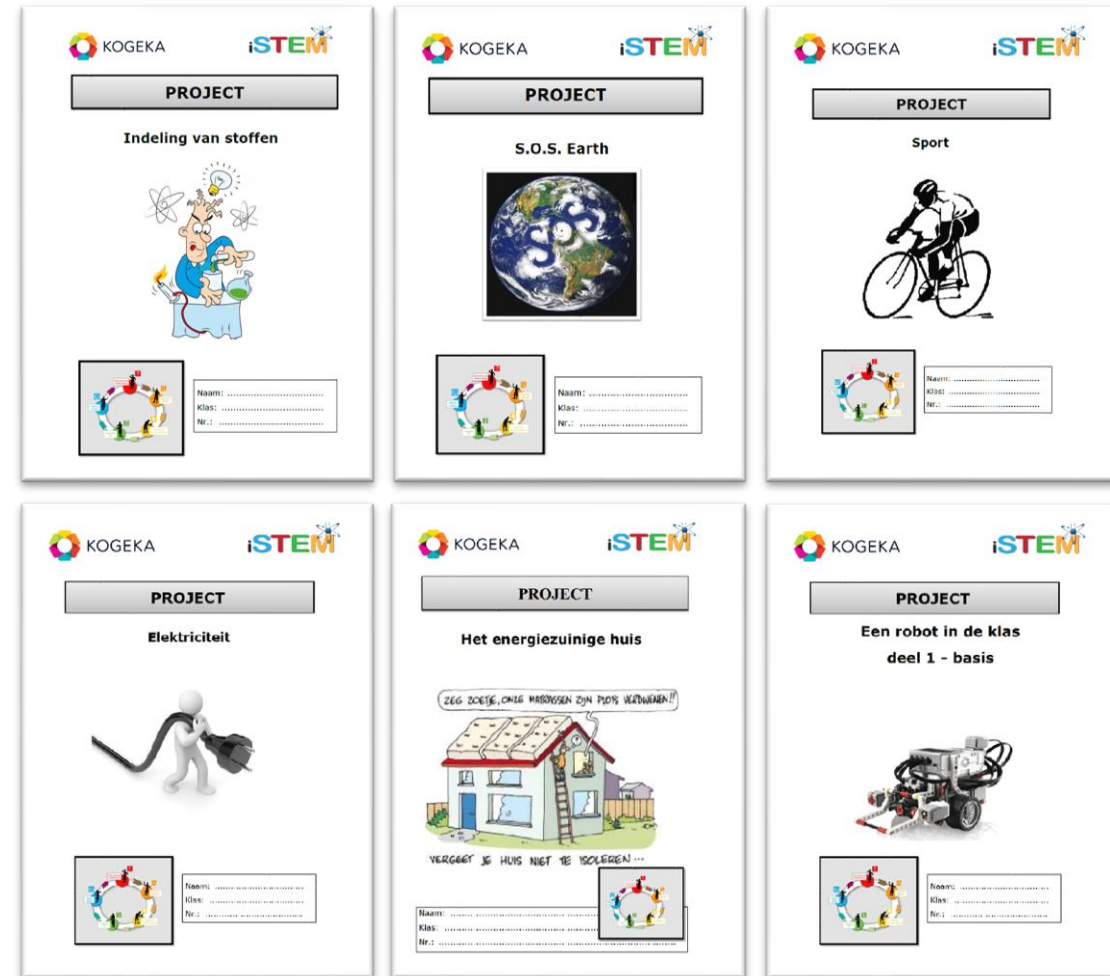 KOGEKA
iSTEM
PROJECT
Indeling van stoffen
Naam: ..............................
Klas: ..............................
Nr.: ..............................
KOGEKA
iSTEM
PROJECT
S.O.S. Earth
SOS
Naam: ..............................
Klas: ..............................
Nr.: ..............................
KOGEKA
iSTEM
PROJECT
Sport
Naam: ..............................
Klas: ..............................
Nr.: ..............................
KOGEKA
iSTEM
PROJECT
Elektriciteit
Naam: ..............................
Klas: ..............................
Nr.: ..............................
KOGEKA
iSTEM
PROJECT
Het energiezuinige huis
ZEG ZOETJE, ONZE MATRASSEN ZIJN PLOTS VERDWENEN!!
VERGEET JE HUIS NIET TE ISOLEREN ...
Naam: ..............................
Klas: ..............................
Nr.: ..............................
KOGEKA
iSTEM
PROJECT
Een robot in de klas
deel 1 - basis
Naam: ..............................
Klas: ..............................
Nr.: ..............................